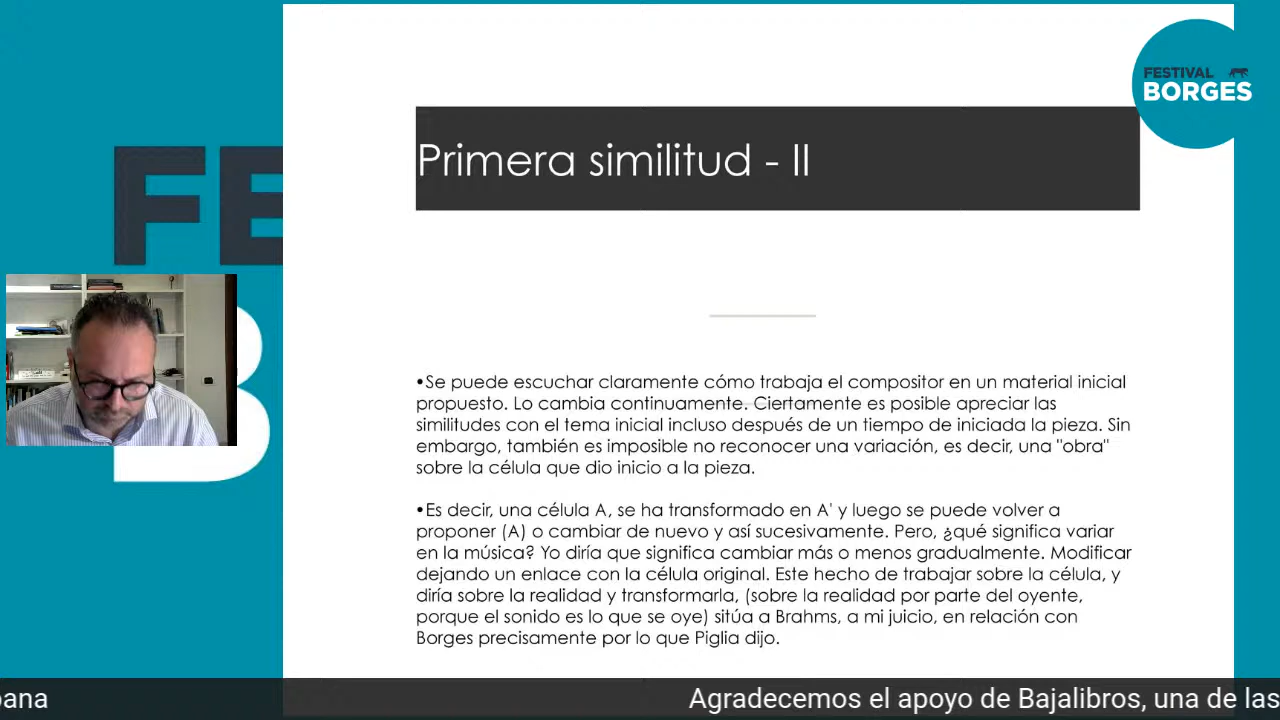 FESTIVAL
BORGES
Primera similitud - II
FE
B
•Se puede escuchar claramente cómo trabaja el compositor en un material inicial
propuesto. Lo cambia continuamente. Ciertamente es posible apreciar las
similitudes con el tema inicial incluso después de un tiempo de iniciada la pieza. Sin
embargo, también es imposible no reconocer una variación, es decir, una "obra"
sobre la célula que dio inicio a la pieza.
•Es decir, una célula A, se ha transformado en A' y luego se puede volver a
proponer (A) o cambiar de nuevo y así sucesivamente. Pero, ¿qué significa variar
en la música? Yo diría que significa cambiar más o menos gradualmente. Modificar
dejando un enlace con la célula original. Este hecho de trabajar sobre la célula, y
diría sobre la realidad y transformarla, (sobre la realidad por parte del oyente,
porque el sonido es lo que se oye) sitúa a Brahms, a mi juicio, en relación con
Borges precisamente por lo que Piglia dijo.
bana Agradecemos el apoyo de Bajalibros, una de las